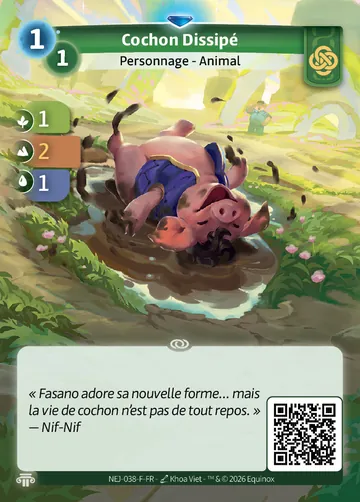 1
1
Cochon Dissipé
Personnage - Animal
1
2
1
« Fasano adore sa nouvelle forme... mais
la vie de cochon n'est pas de tout repos. »
— Nif-Nif
NEJ-038-F-FR - Khoa Viet - ™ & © 2026 Equinox